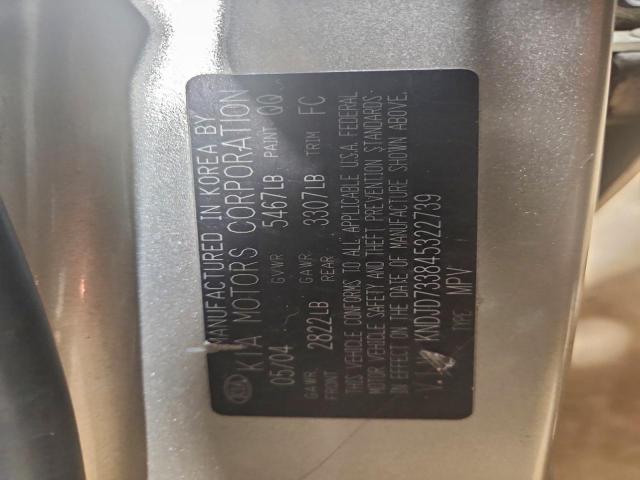 KIA
MANUFACTURED IN KOREA BY
KIA MOTORS CORPORATION
05/04 GVWR 5467LB PAINT QQ
GAWR FRONT 2822LB GAWR REAR 3307LB TRIM FC
THIS VEHICLE CONFORMS TO ALL APPLICABLE U.S.A. FEDERAL
MOTOR VEHICLE SAFETY AND THEFT PREVENTION STANDARDS
IN EFFECT ON THE DATE OF MANUFACTURE SHOWN ABOVE.
KNDJD733845322739
TYPE MPV